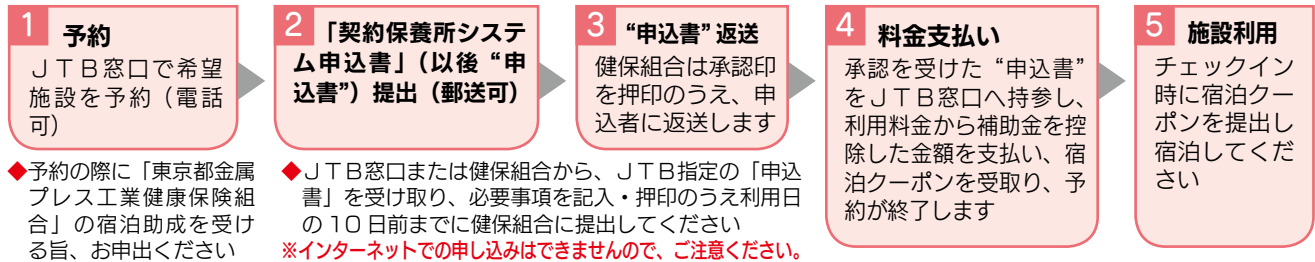 1 予約
ＪＴＢ窓口で希望
施設を予約（電話
可）
◆予約の際に「東京都金属
プレス工業健康保険組
合」の宿泊助成を受け
る旨、お申出ください
2 「契約保養所システ
ム申込書」（以後“申
込書”）提出（郵送可）
3 “申込書”返送
健保組合は承認印
を押印のうえ、申
込者に返送します
◆ＪＴＢ窓口または健保組合から、ＪＴＢ指定の「申込
書」を受け取り、必要事項を記入・押印のうえ利用日
の10日前までに健保組合に提出してください
※インターネットでの申し込みはできませんので、ご注意ください。
4 料金支払い
承認を受けた“申込書”
をＪＴＢ窓口へ持参し、
利用料金から補助金を控
除した金額を支払い、宿
泊クーポンを受取り、予
約が終了します
5 施設利用
チェックイン
時に宿泊クー
ポンを提出し
宿泊してくだ
さい